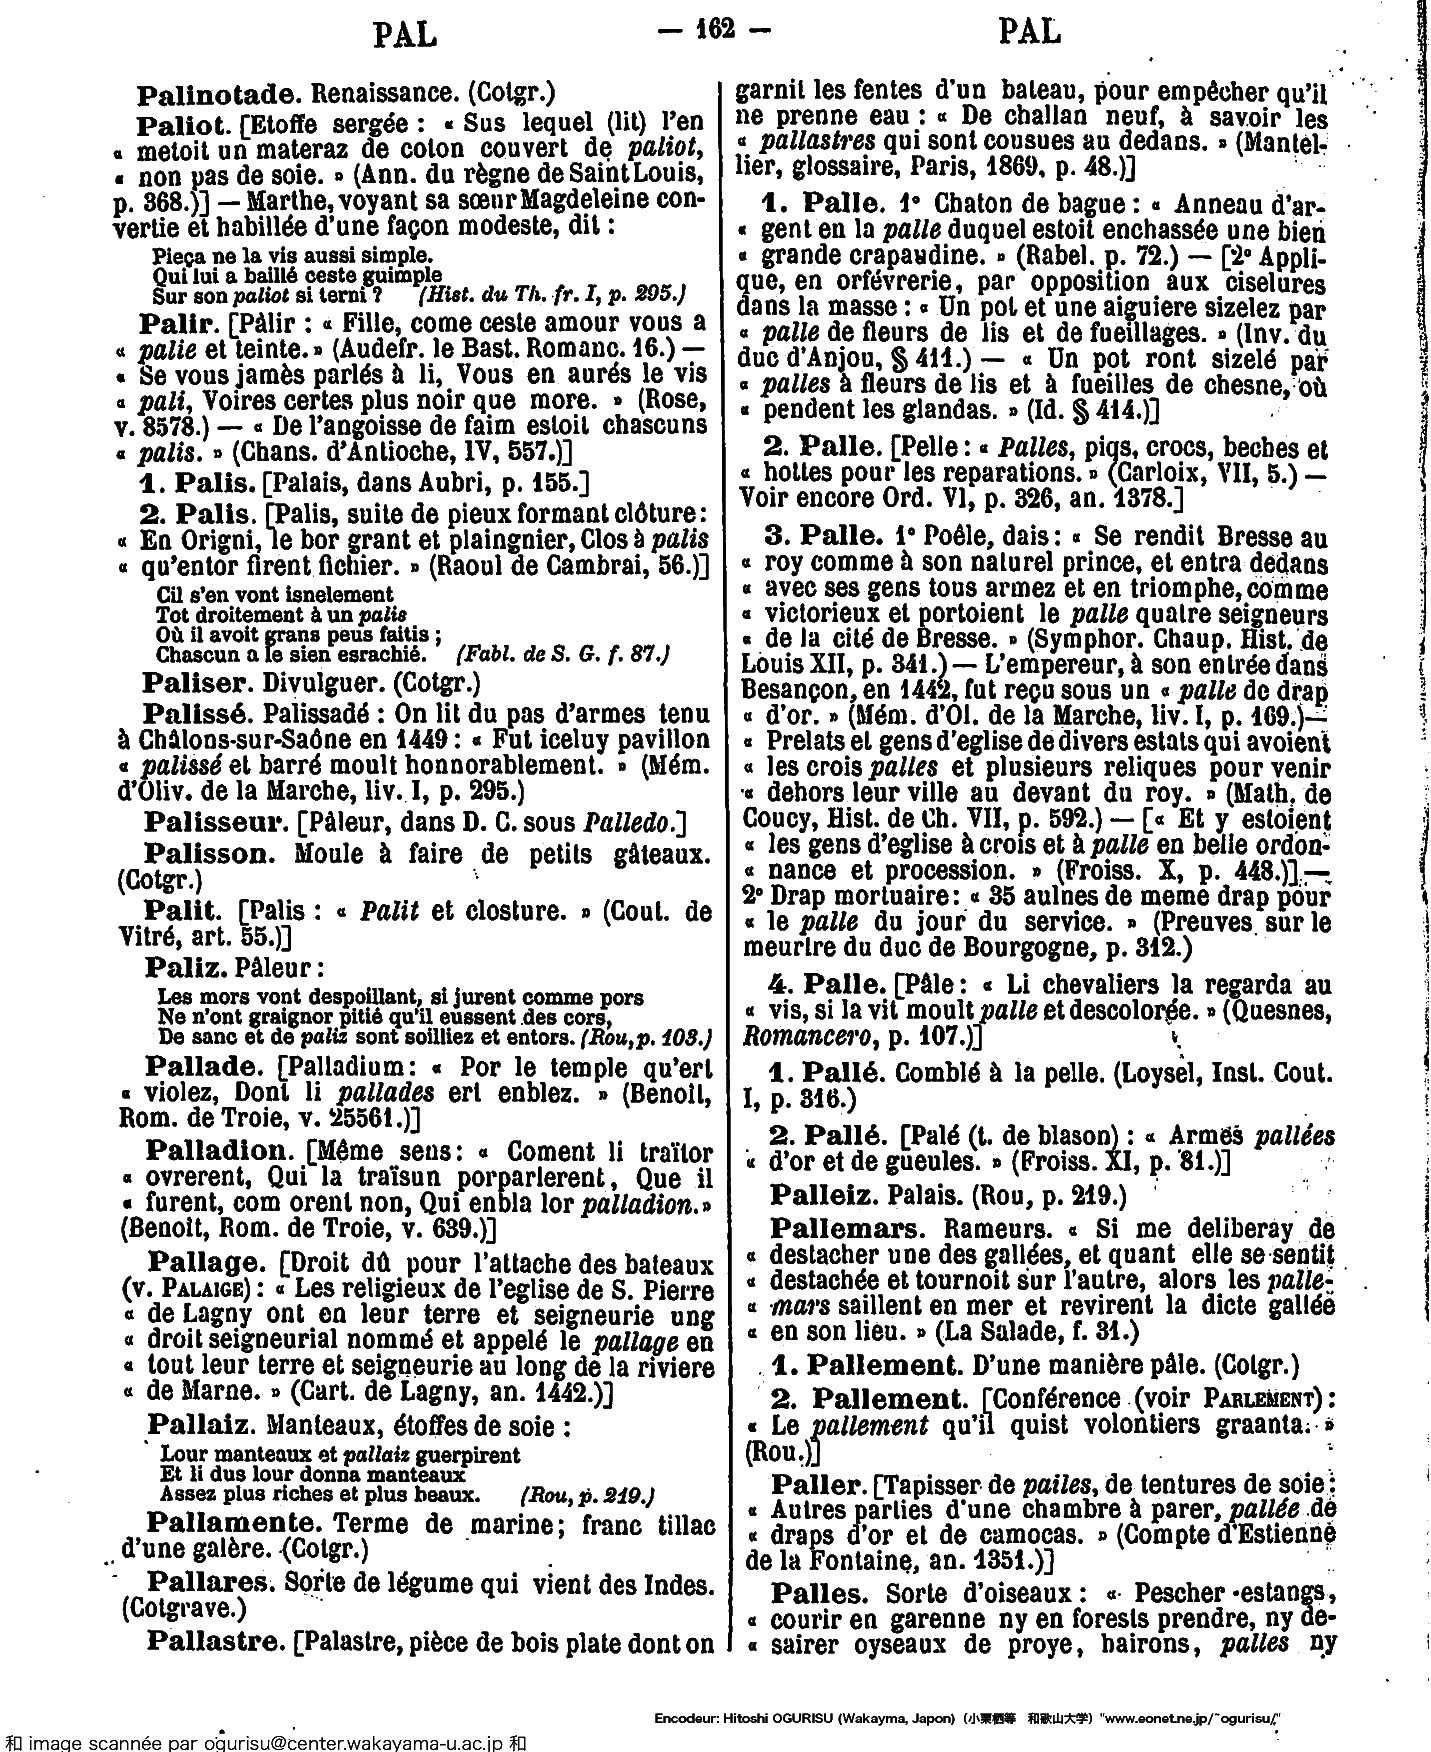 PAL
— 162 —
PAL
Palinotade. Renaissance. (Cotgr.)
Paliot. [Etoffe sergée : « Sus lequel (lit) l'en
« metoit un materaz de coton couvert de paliot,
« non pas de soie. » (Ann. du règne de Saint Louis,
p. 368.)] — Marthe, voyant sa sœur Magdeleine con-
vertie et habillée d'une façon modeste, dit :
Pieça ne la vis aussi simple.
Qui lui a baillé ceste guimple
Sur son paliot si terni ? (Hist. du Th. fr. I, p. 295.)
Palir. [Pâlir : « Fille, come ceste amour vous a
« palie et teinte. » (Audefr. le Bast. Romanc. 16.) —
« Se vous jamès parlés à li, Vous en aurés le vis
« pali, Voires certes plus noir que more. » (Rose,
v. 8578.) — « De l'angoisse de faim estoit chascuns
« palis. » (Chans. d'Antioche, IV, 557.)]
1. Palis. [Palais, dans Aubri, p. 155.]
2. Palis. [Palis, suite de pieux formant clôture :
« En Origni, le bor grant et plaingnier, Clos à palis
« qu'entor firent fichier. » (Raoul de Cambrai, 56.)]
Cil s'en vont isnelement
Tot droitement à un palis
Où il avoit grans peus faitis ;
Chascun a le sien esrachié. (Fabl. de S. G. f. 87.)
Paliser. Divulguer. (Cotgr.)
Palissé. Palissadé : On lit du pas d'armes tenu
à Châlons-sur-Saône en 1449 : « Fut iceluy pavillon
« palissé et barré moult honnorablement. » (Mém.
d'Oliv. de la Marche, liv. I, p. 295.)
Palisseur. [Pâleur, dans D. C. sous Palledo.]
Palisson. Moule à faire de petits gâteaux.
(Cotgr.)
Palit. [Palis : « Palit et closture. » (Cout. de
Vitré, art. 55.)]
Paliz. Pâleur :
Les mors vont despoillant, si jurent comme pors
Ne n'ont graignor pitié qu'il eussent des cors,
De sanc et de paliz sont soilliez et entors. (Rou, p. 103.)
Pallade. [Palladium : « Por le temple qu'ert
« violez, Dont li pallades ert enblez. » (Benoit,
Rom. de Troie, v. 25561.)]
Palladion. [Même sens : « Coment li traïtor
« ovrerent, Qui la traïsun porparlerent, Que il
« furent, com orent non, Qui enbla lor palladion. »
(Benoit, Rom. de Troie, v. 639.)]
Pallage. [Droit dû pour l'attache des bateaux
(v. PALAIGE) : « Les religieux de l'eglise de S. Pierre
« de Lagny ont en leur terre et seigneurie ung
« droit seigneurial nommé et appelé le pallage en
« tout leur terre et seigneurie au long de la riviere
« de Marne. » (Cart. de Lagny, an. 1442.)]
Pallaiz. Manteaux, étoffes de soie :
Lour manteaux et pallaiz guerpirent
Et li dus lour donna manteaux
Assez plus riches et plus beaux. (Rou, p. 219.)
Pallamente. Terme de marine ; franc tillac
d'une galère. (Cotgr.)
Pallares. Sorte de légume qui vient des Indes.
(Cotgrave.)
Pallastre. [Palastre, pièce de bois plate dont on
garnit les fentes d'un bateau, pour empêcher qu'il
ne prenne eau : « De challan neuf, à savoir les
« pallastres qui sont cousues au dedans. » (Mantel-
lier, glossaire, Paris, 1869, p. 48.)]
1. Palle. 1° Chaton de bague : « Anneau d'ar-
« gent en la palle duquel estoit enchassée une bien
« grande crapaudine. » (Rabel. p. 72.) — [2° Appli-
que, en orfévrerie, par opposition aux ciselures
dans la masse : « Un pot et une aiguiere sizelez par
« palle de fleurs de lis et de fueillages. » (Inv. du
duc d'Anjou, § 411.) — « Un pot ront sizelé par
« palles à fleurs de lis et à fueilles de chesne, où
« pendent les glandas. » (Id. § 414.)]
2. Palle. [Pelle : « Palles, piqs, crocs, beches et
« hottes pour les reparations. » (Carloix, VII, 5.) —
Voir encore Ord. VI, p. 326, an. 1378.]
3. Palle. 1° Poêle, dais : « Se rendit Bresse au
« roy comme à son naturel prince, et entra dedans
« avec ses gens tous armez et en triomphe, comme
« victorieux et portoient le palle quatre seigneurs
« de la cité de Bresse. » (Symphor. Chaup. Hist. de
Louis XII, p. 341.) — L'empereur, à son entrée dans
Besançon, en 1442, fut reçu sous un « palle de drap
« d'or. » (Mém. d'Ol. de la Marche, liv. I, p. 169.) —
« Prelats et gens d'eglise de divers estats qui avoient
« les crois palles et plusieurs reliques pour venir
« dehors leur ville au devant du roy. » (Math. de
Coucy, Hist. de Ch. VII, p. 592.) — [« Et y estoient
« les gens d'eglise à crois et à palle en belle ordon-
« nance et procession. » (Froiss. X, p. 448.)] —
2° Drap mortuaire : « 35 aulnes de meme drap pour
« le palle du jour du service. » (Preuves sur le
meurtre du duc de Bourgogne, p. 312.)
4. Palle. [Pâle : « Li chevaliers la regarda au
« vis, si la vit moult palle et descolorée. » (Quesnes,
Romancero, p. 107.)]
1. Pallé. Comblé à la pelle. (Loysel, Inst. Cout.
I, p. 316.)
2. Pallé. [Palé (t. de blason) : « Armes pallées
« d'or et de gueules. » (Froiss. XI, p. 81.)]
Palleiz. Palais. (Rou, p. 219.)
Pallemars. Rameurs. « Si me deliberay de
« destacher une des gallées, et quant elle se sentit
« destachée et tournoit sur l'autre, alors les palle-
« mars saillent en mer et revirent la dicte gallée
« en son lieu. » (La Salade, f. 31.)
1. Pallement. D'une manière pâle. (Cotgr.)
2. Pallement. [Conférence (voir PARLEMENT) :
« Le pallement qu'il quist volontiers graanta. »
(Rou.)]
Paller. [Tapisser de pailes, de tentures de soie :
« Autres parties d'une chambre à parer, pallée de
« draps d'or et de camocas. » (Compte d'Estienne
de la Fontaine, an. 1351.)]
Palles. Sorte d'oiseaux : « Pescher estangs,
« courir en garenne ny en forests prendre, ny de-
« sairer oyseaux de proye, hairons, palles ny
Encodeur: Hitoshi OGURISU (Wakayma, Japon) (小栗栖等 和歌山大学) "www.eonet.ne.jp/~ogurisu/"
和 image scannée par ogurisu@center.wakayama-u.ac.jp 和